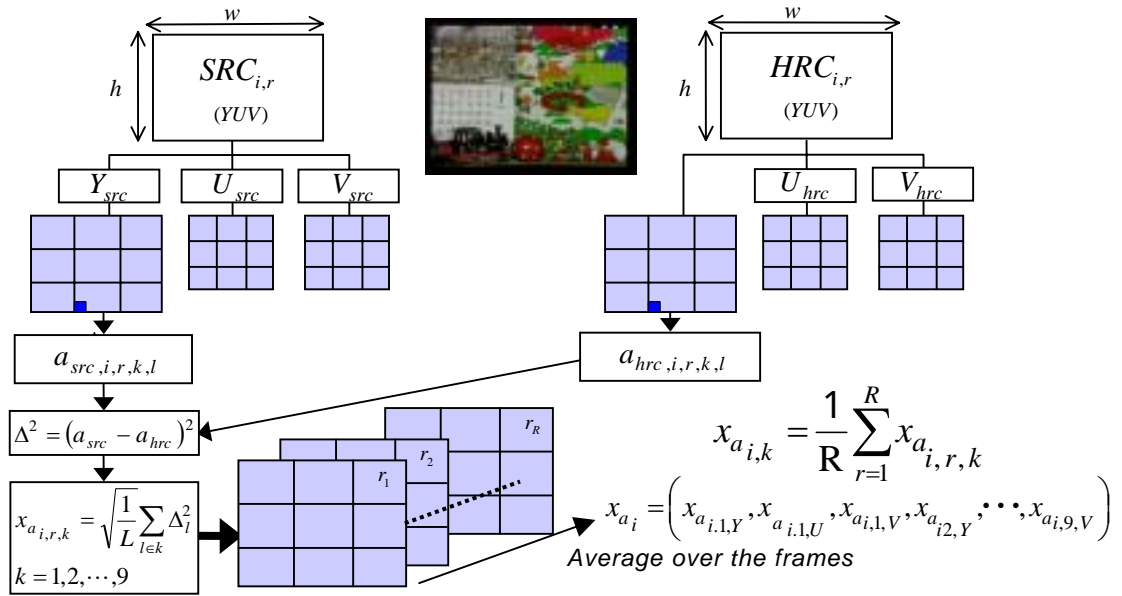 w
w
h
SRC_{i,r}
(YUV)
h
HRC_{i,r}
(YUV)
Y_{src}
U_{src}
V_{src}
U_{hrc}
V_{hrc}
a_{src,i,r,k,l}
a_{hrc,i,r,k,l}
Δ^2 = (a_{src} − a_{hrc})^2
r_1
r_2
r_R
x_{a_{i,k}} = \frac{1}{R} \sum_{r=1}^{R} x_{a_{i,r,k}}
x_{a_{i,r,k}} = \sqrt{\frac{1}{L} \sum_{l∈k} Δ_l^2}
k = 1,2,⋯,9
x_{a_i} = (x_{a_{i.1,Y}}, x_{a_{i.1,U}}, x_{a_{i,1,V}}, x_{a_{i2,Y}}, ⋯, x_{a_{i,9,V}})
Average over the frames